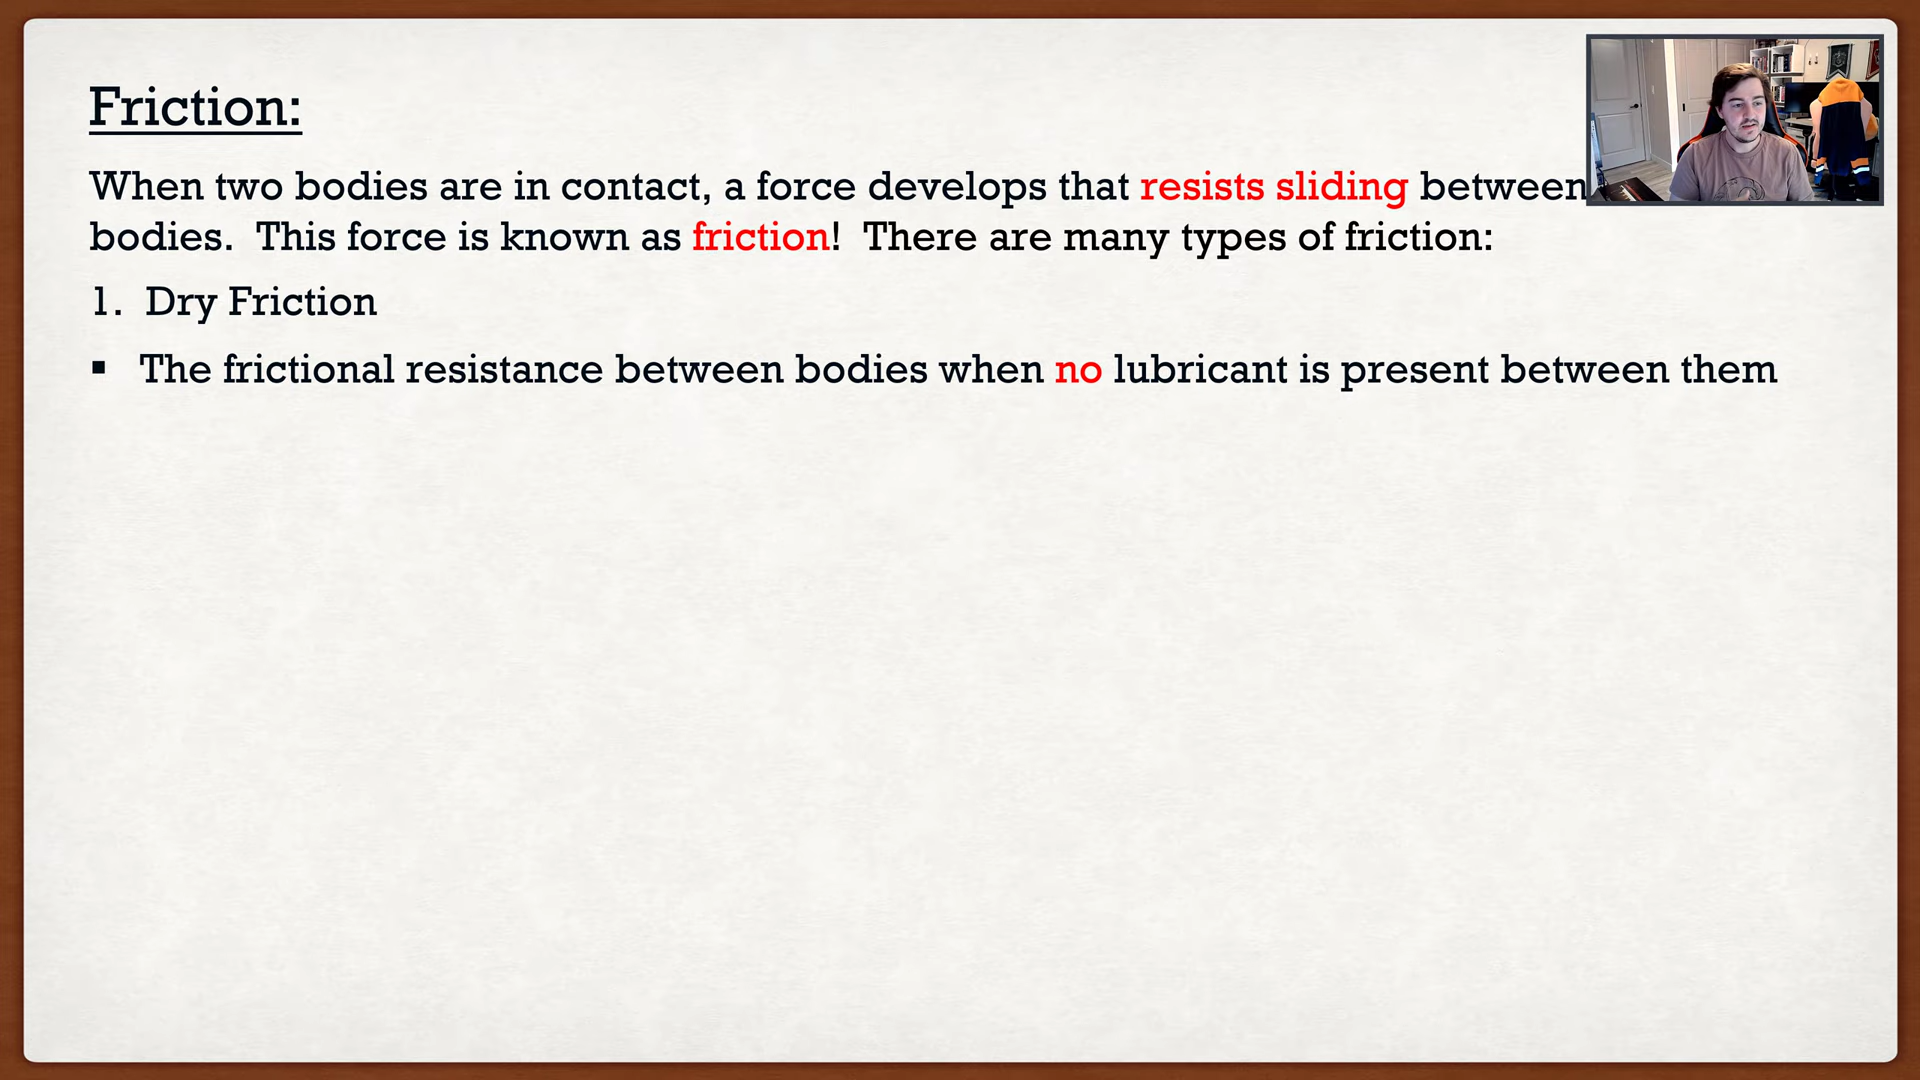 Friction:
When two bodies are in contact, a force develops that resists sliding between
bodies.  This force is known as friction!  There are many types of friction:
1.  Dry Friction
▪ The frictional resistance between bodies when no lubricant is present between them